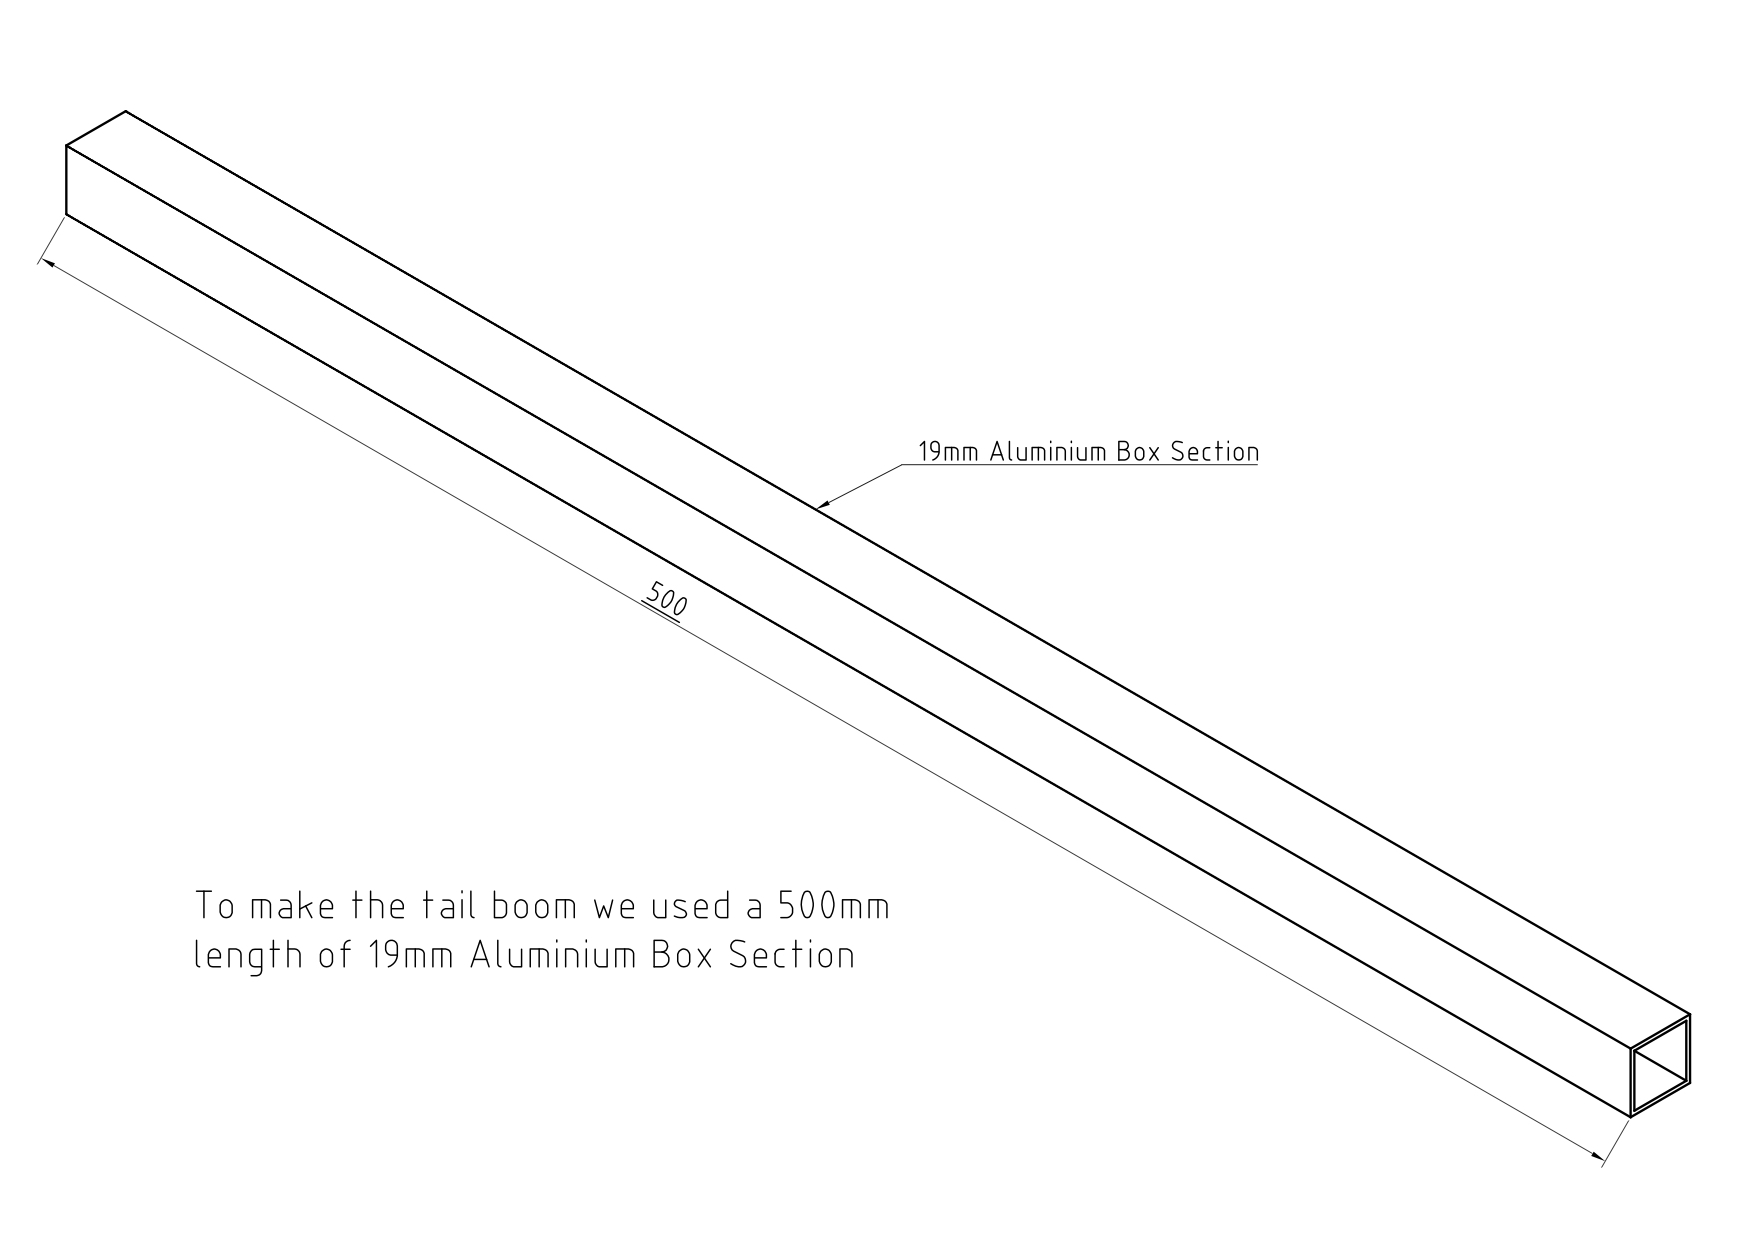 19mm Aluminium Box Section
500
To make the tail boom we used a 500mm
length of 19mm Aluminium Box Section